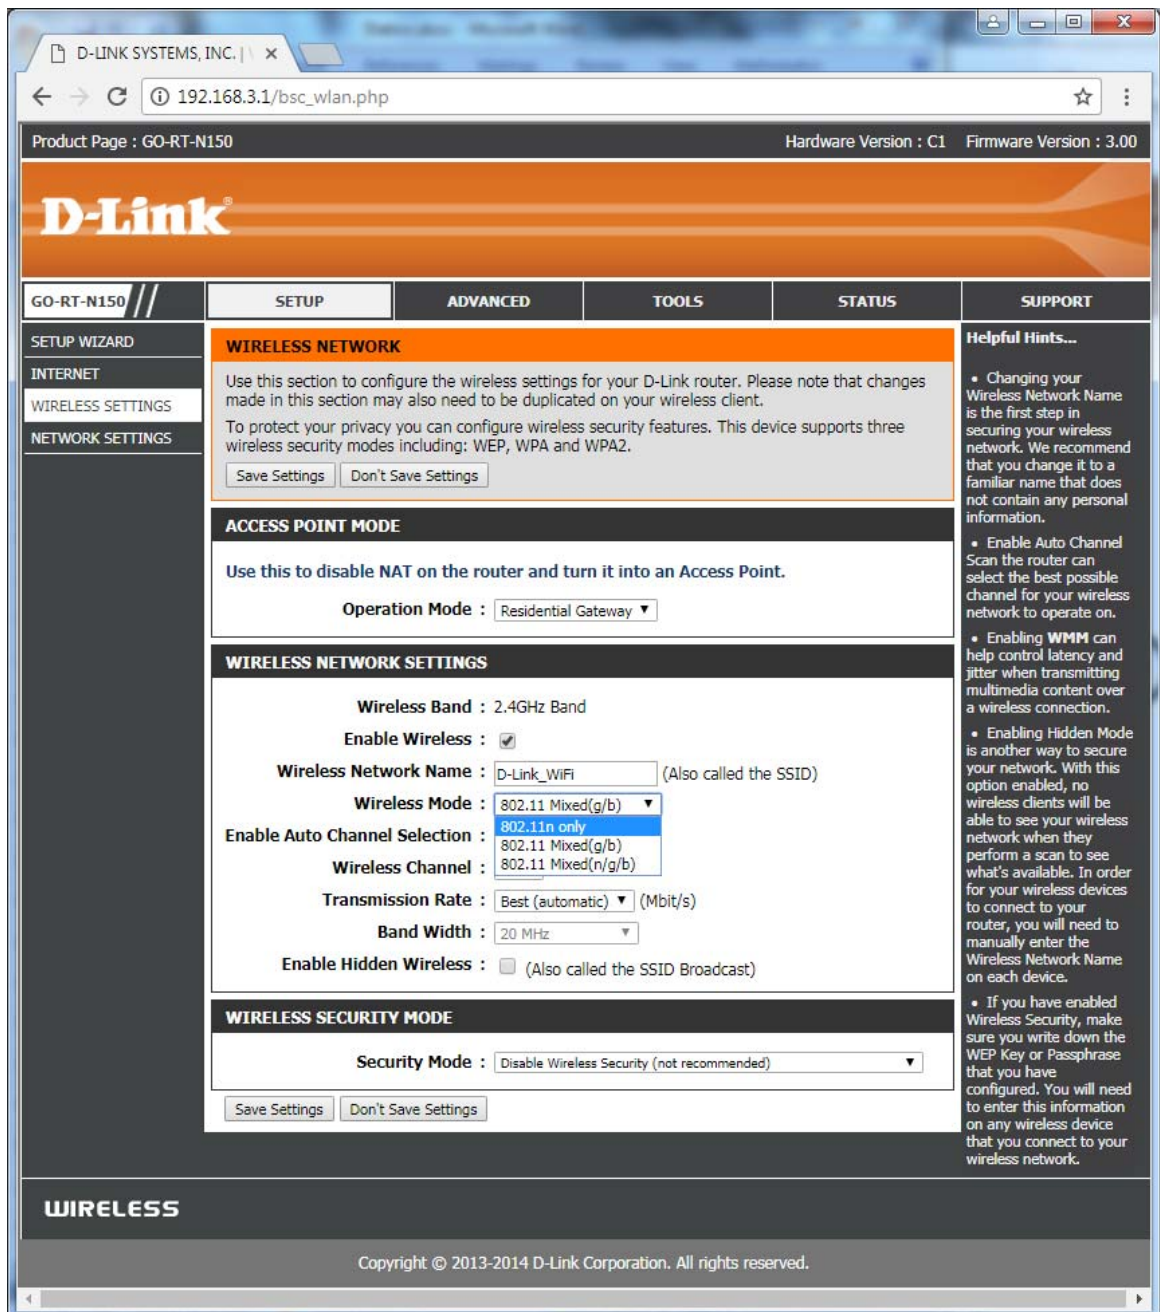 D-LINK SYSTEMS, INC. |
192.168.3.1/bsc_wlan.php
Product Page : GO-RT-N150 Hardware Version : C1 Firmware Version : 3.00
D-Link®
GO-RT-N150 SETUP ADVANCED TOOLS STATUS SUPPORT
SETUP WIZARD
INTERNET
WIRELESS SETTINGS
NETWORK SETTINGS
WIRELESS NETWORK
Use this section to configure the wireless settings for your D-Link router. Please note that changes
made in this section may also need to be duplicated on your wireless client.
To protect your privacy you can configure wireless security features. This device supports three
wireless security modes including: WEP, WPA and WPA2.
Save Settings Don't Save Settings
ACCESS POINT MODE
Use this to disable NAT on the router and turn it into an Access Point.
Operation Mode : Residential Gateway
WIRELESS NETWORK SETTINGS
Wireless Band : 2.4GHz Band
Enable Wireless :
Wireless Network Name : D-Link_WiFi (Also called the SSID)
Wireless Mode : 802.11 Mixed(g/b)
802.11n only
802.11 Mixed(g/b)
802.11 Mixed(n/g/b)
Enable Auto Channel Selection :
Wireless Channel :
Transmission Rate : Best (automatic) (Mbit/s)
Band Width : 20 MHz
Enable Hidden Wireless : (Also called the SSID Broadcast)
WIRELESS SECURITY MODE
Security Mode : Disable Wireless Security (not recommended)
Save Settings Don't Save Settings
Helpful Hints...
• Changing your
Wireless Network Name
is the first step in
securing your wireless
network. We recommend
that you change it to a
familiar name that does
not contain any personal
information.
• Enable Auto Channel
Scan the router can
select the best possible
channel for your wireless
network to operate on.
• Enabling WMM can
help control latency and
jitter when transmitting
multimedia content over
a wireless connection.
• Enabling Hidden Mode
is another way to secure
your network. With this
option enabled, no
wireless clients will be
able to see your wireless
network when they
perform a scan to see
what's available. In order
for your wireless devices
to connect to your
router, you will need to
manually enter the
Wireless Network Name
on each device.
• If you have enabled
Wireless Security, make
sure you write down the
WEP Key or Passphrase
that you have
configured. You will need
to enter this information
on any wireless device
that you connect to your
wireless network.
WIRELESS
Copyright © 2013-2014 D-Link Corporation. All rights reserved.